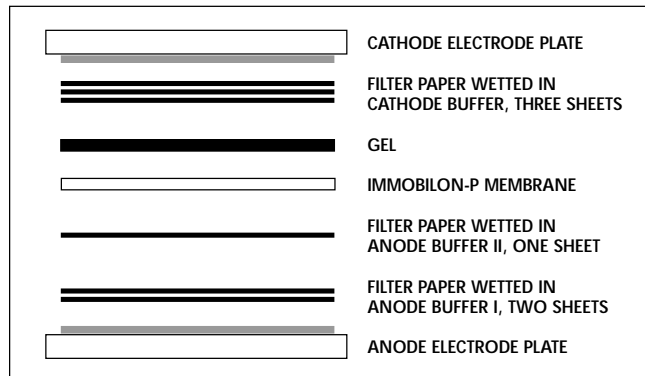 CATHODE ELECTRODE PLATE
FILTER PAPER WETTED IN
CATHODE BUFFER, THREE SHEETS
GEL
IMMOBILON-P MEMBRANE
FILTER PAPER WETTED IN
ANODE BUFFER II, ONE SHEET
FILTER PAPER WETTED IN
ANODE BUFFER I, TWO SHEETS
ANODE ELECTRODE PLATE